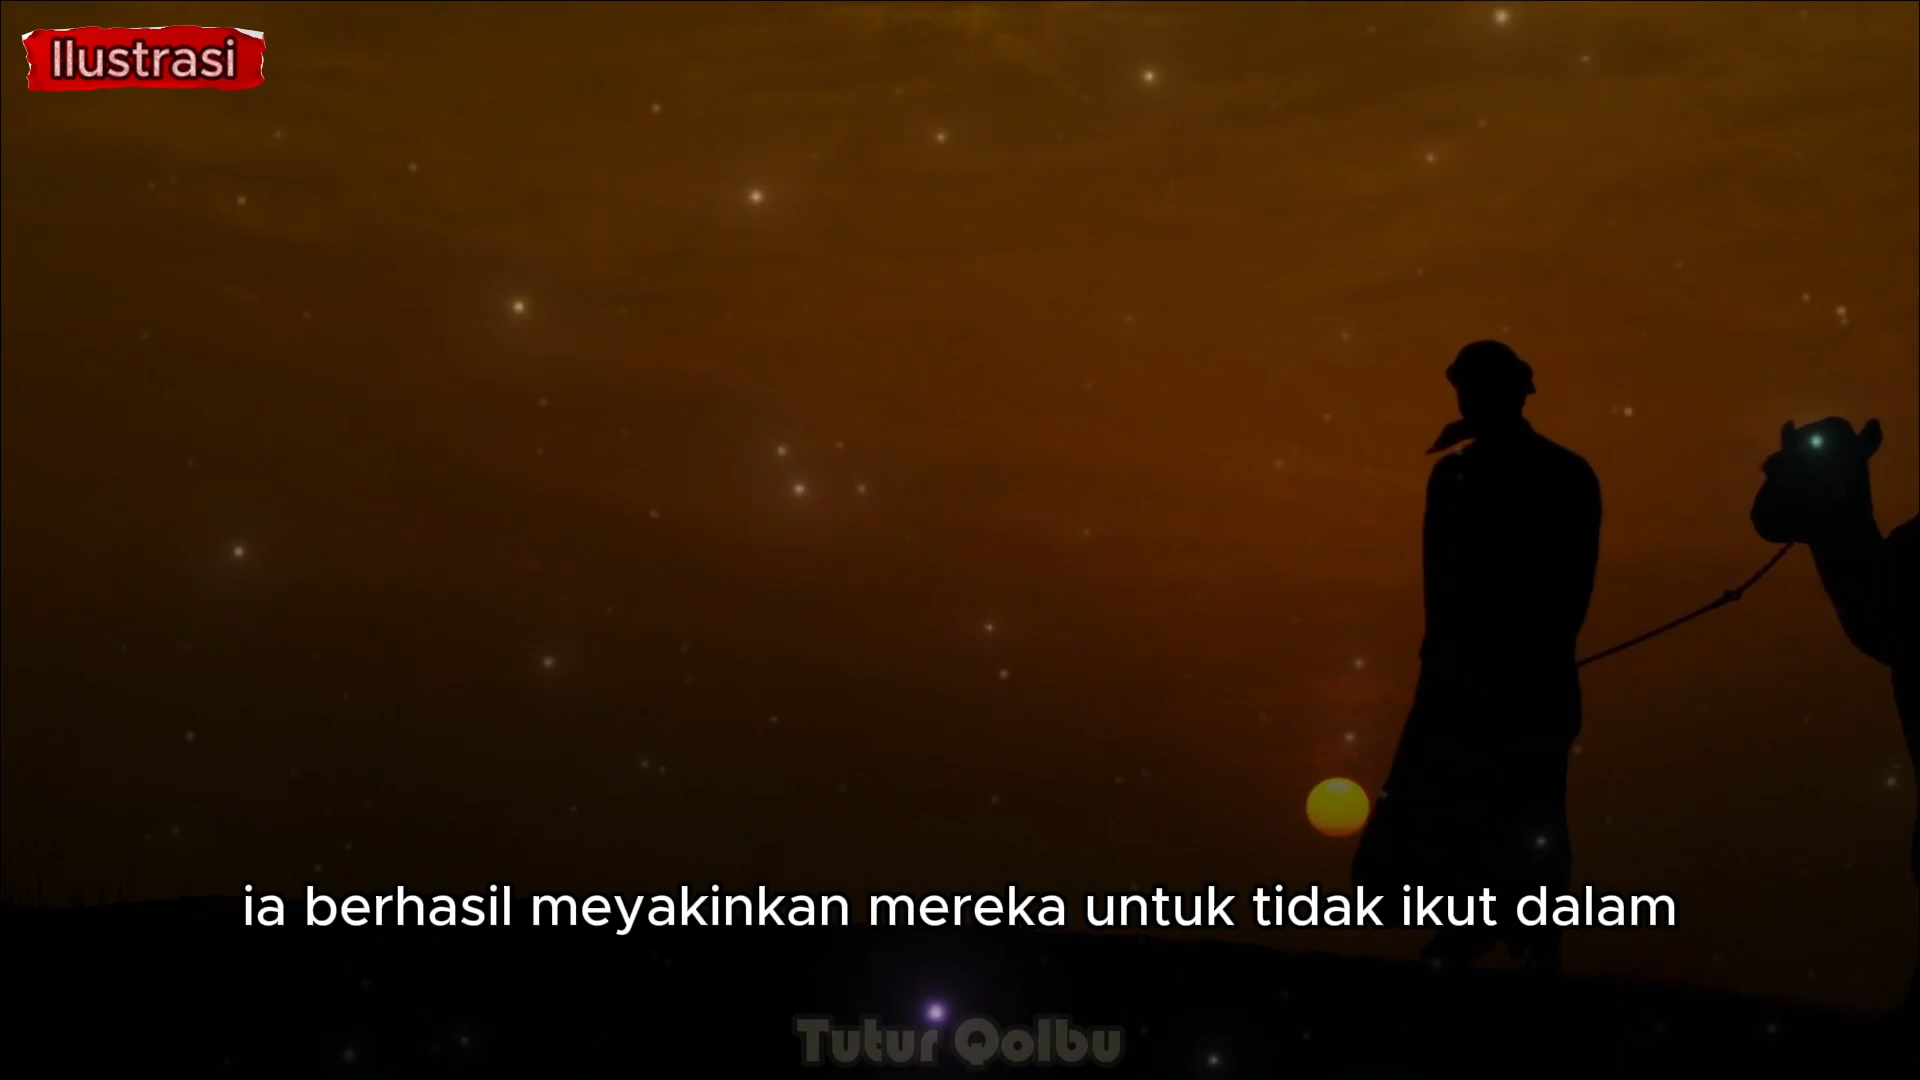 Ilustrasi
ia berhasil meyakinkan mereka untuk tidak ikut dalam
Tutur Qolbu